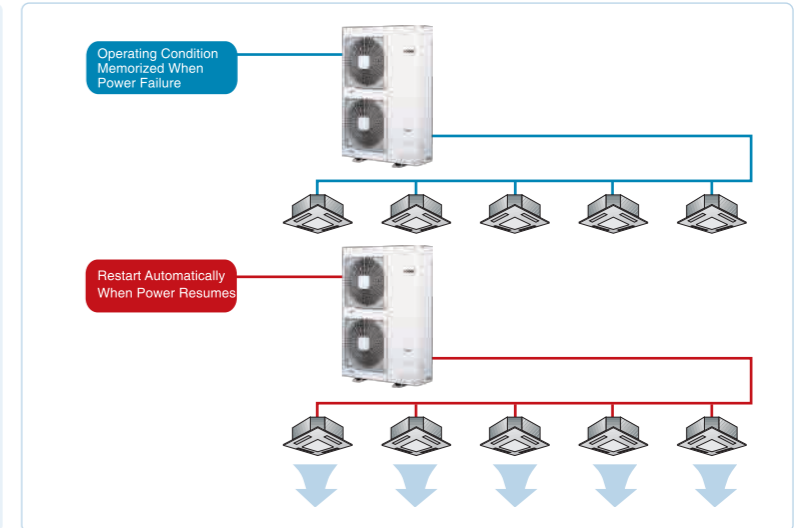 Operating Condition
Memorized When
Power Failure
Restart Automatically
When Power Resumes